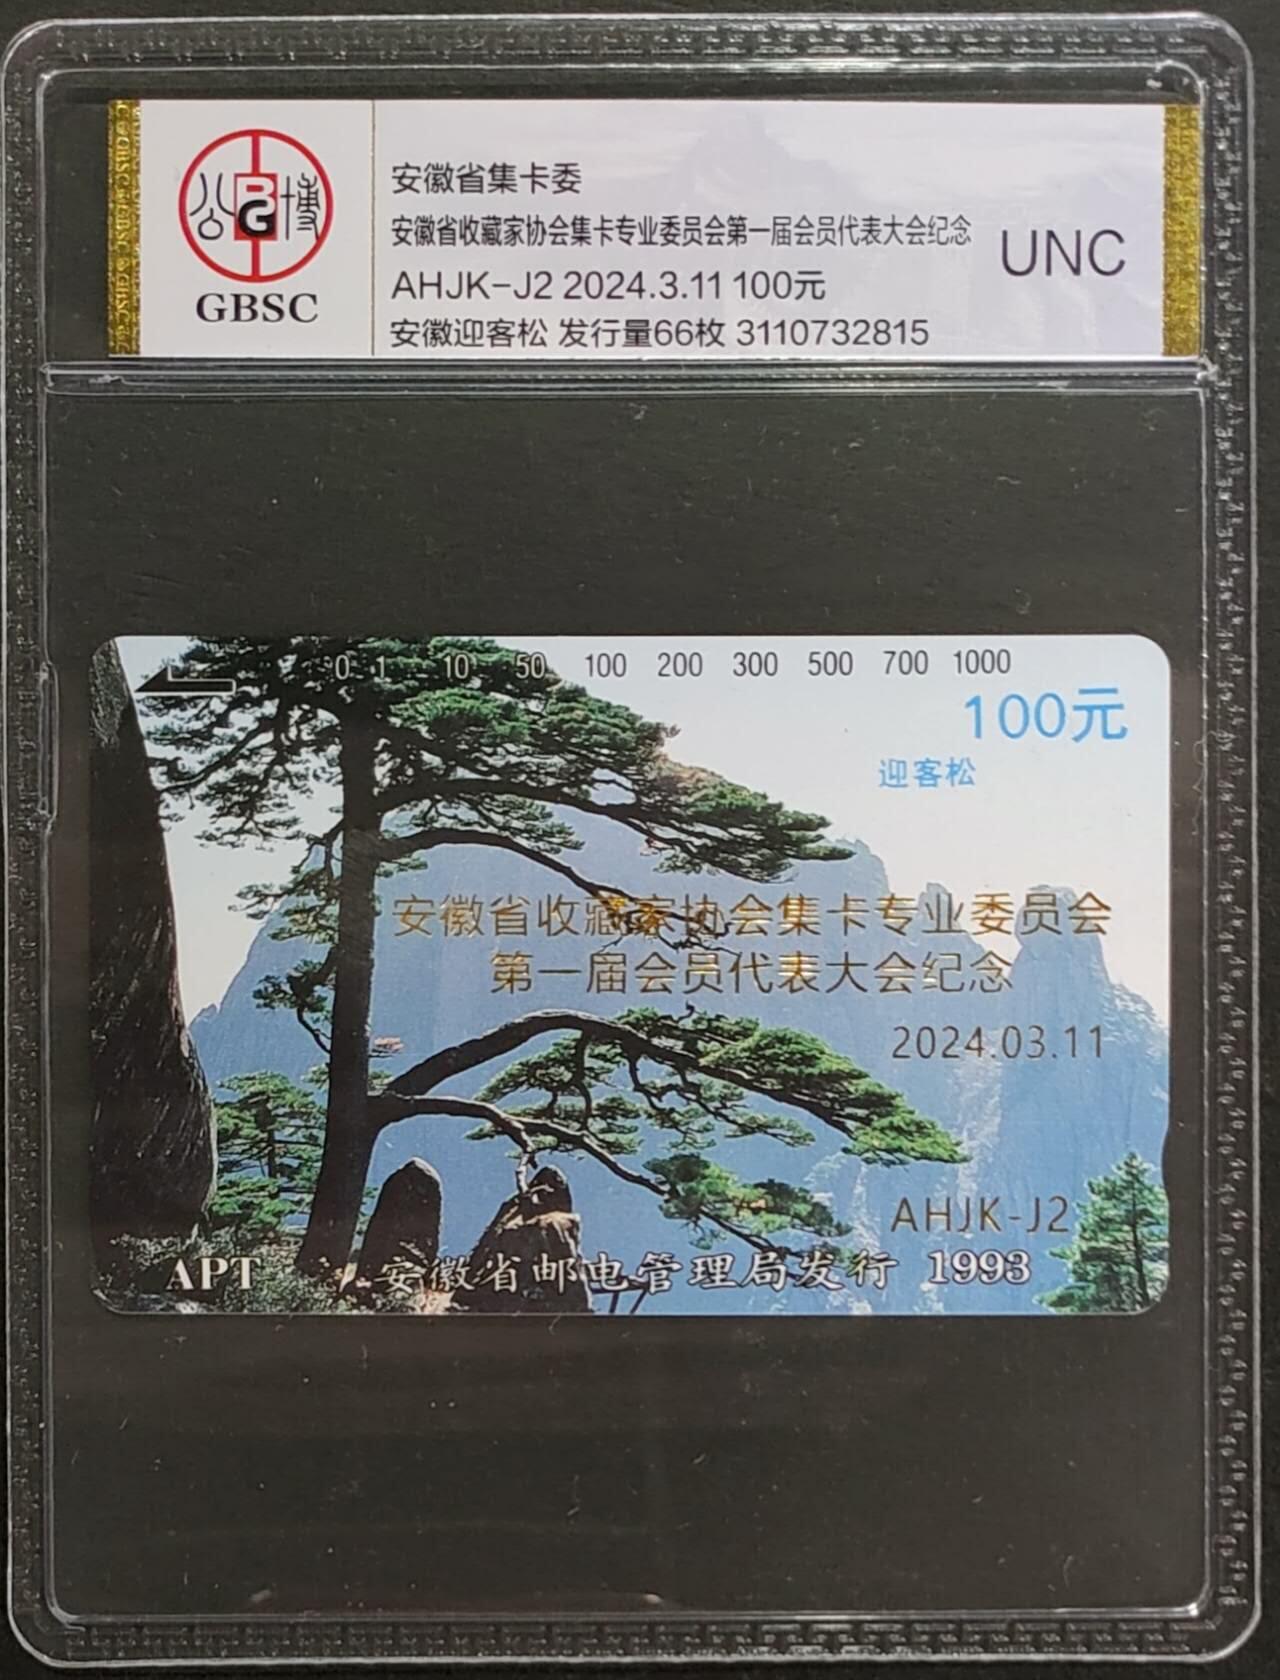 公博
GBSC
安徽省集卡委
安徽省收藏家协会集卡专业委员会第一届会员代表大会纪念
AHJK-J2 2024.3.11 100元
安徽迎客松 发行量66枚 3110732815
UNC
0 1 10 50 100 200 300 500 700 1000
100元
迎客松
安徽省收藏家协会集卡专业委员会
第一届会员代表大会纪念
2024.03.11
AHJK-J2
APT 安徽省邮电管理局发行 1993